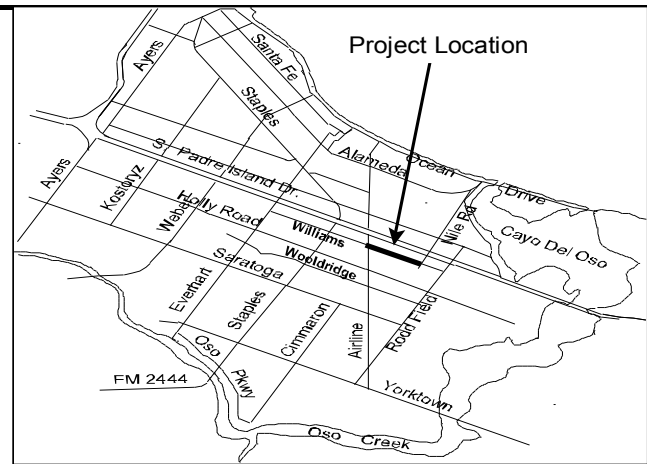 Project Location
Ayers
Santa Fe
Staples
Alameda
Ocean
Drive
S Padre Island Dr.
Ayers
Kostoryz
Weber
Holly Road
Nile Rd
Cayo Del Oso
Williams
Wooldridge
Saratoga
Everhart
Staples
Cimmaron
Airline
Rodd Field
Oso
Pkwy
FM 2444
Yorktown
Oso Creek